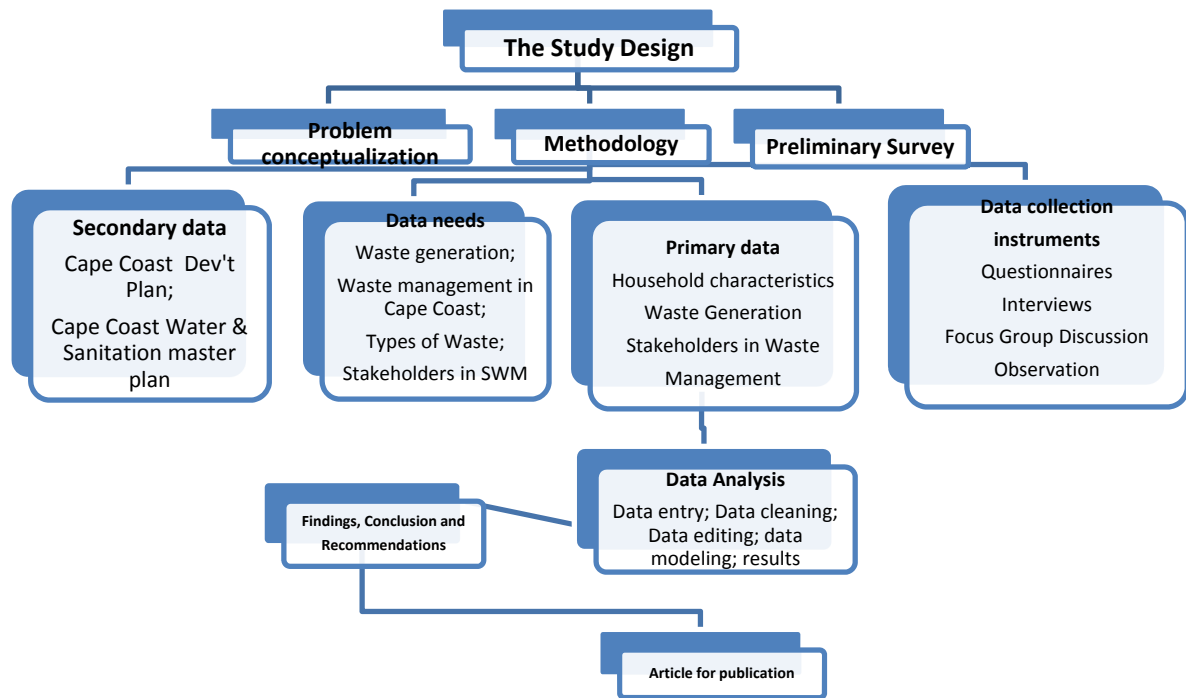 The Study Design
Problem
conceptualization
Methodology
Preliminary Survey
Secondary data
Cape Coast Dev't
Plan;
Cape Coast Water &
Sanitation master
plan
Data needs
Waste generation;
Waste management in
Cape Coast;
Types of Waste;
Stakeholders in SWM
Primary data
Household characteristics
Waste Generation
Stakeholders in Waste
Management
Data collection
instruments
Questionnaires
Interviews
Focus Group Discussion
Observation
Data Analysis
Data entry; Data cleaning;
Data editing; data
modeling; results
Findings, Conclusion and
Recommendations
Article for publication